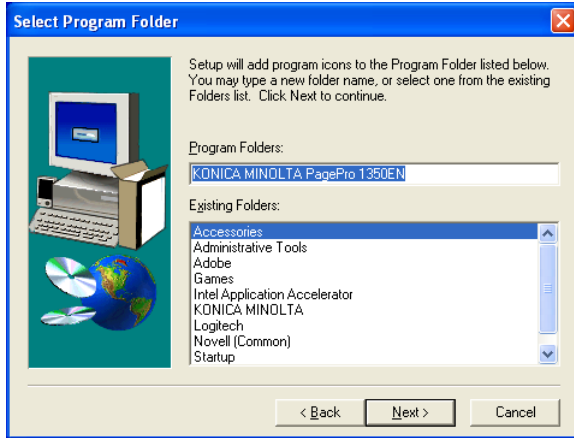 Select Program Folder
Setup will add program icons to the Program Folder listed below.
You may type a new folder name, or select one from the existing
Folders list. Click Next to continue.
Program Folders:
KONICA MINOLTA PagePro 1350EN
Existing Folders:
Accessories
Administrative Tools
Adobe
Games
Intel Application Accelerator
KONICA MINOLTA
Logitech
Novell (Common)
Startup
< Back
Next >
Cancel